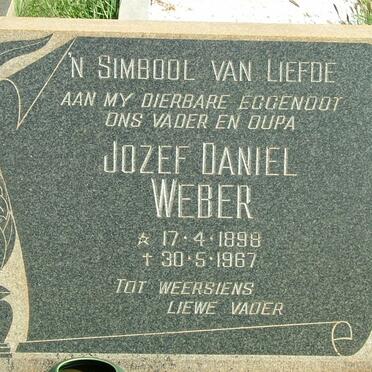 'N SIMBOOL VAN LIEFDE
AAN MY DIERBARE EGGENOOT
ONS VADER EN OUPA
JOZEF DANIEL
WEBER
☆ 17·4·1898
† 30·5·1967
TOT WEERSIENS
LIEWE VADER